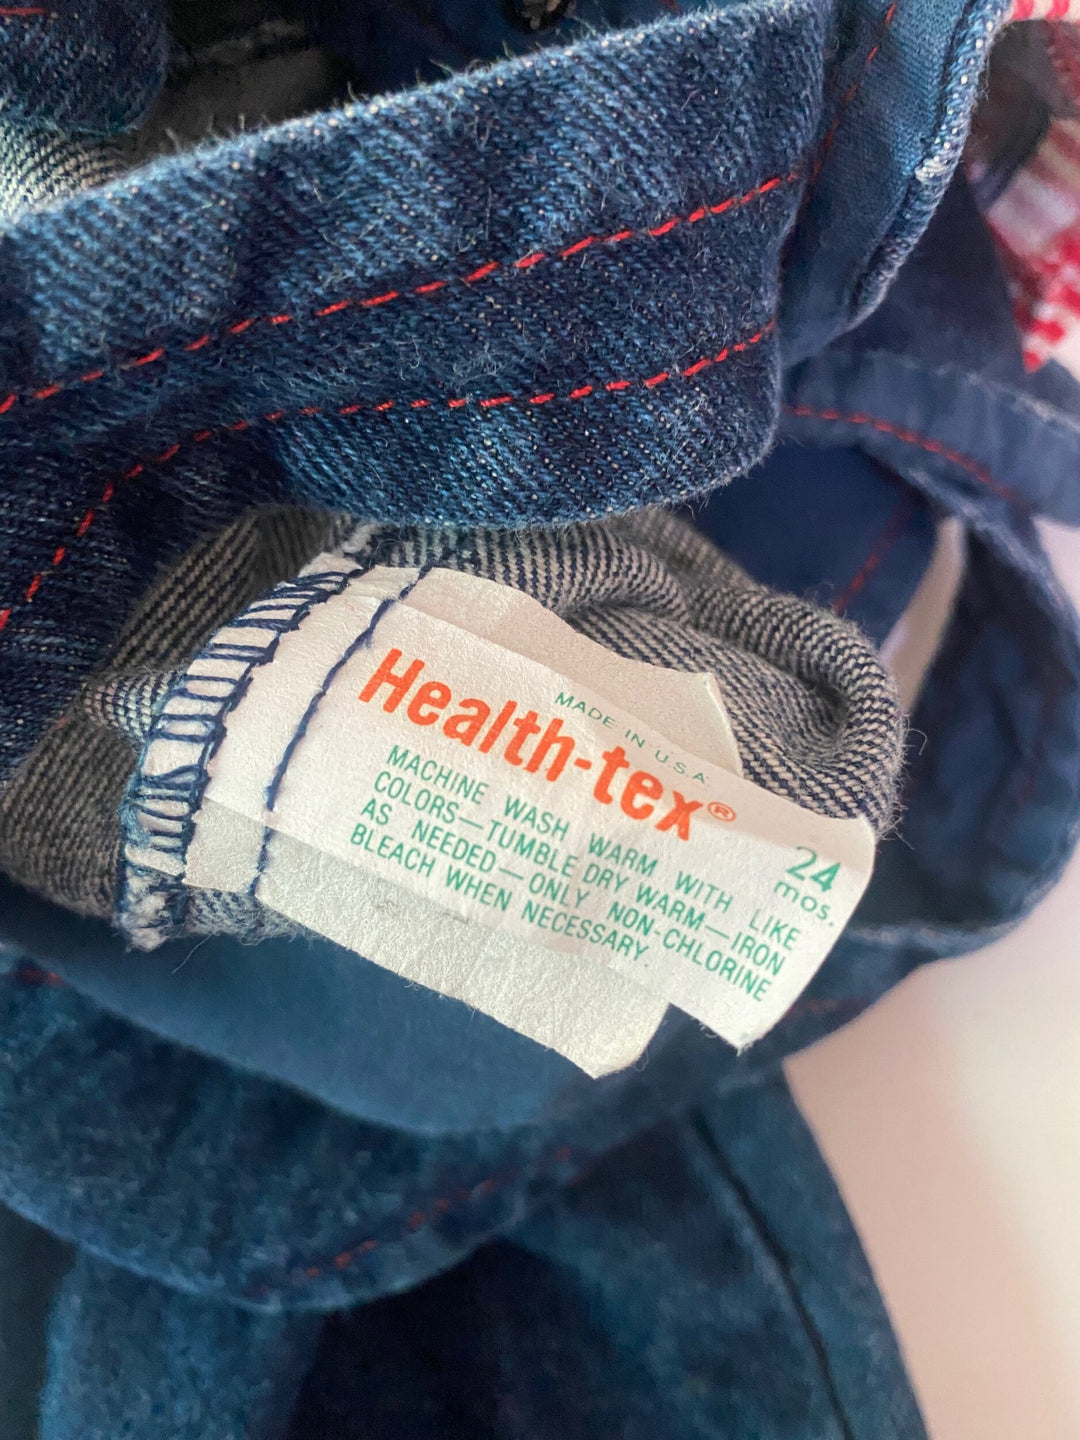 MADE IN U.S.A.
Health-tex®
MACHINE WASH WARM WITH LIKE
COLORS—TUMBLE DRY WARM—IRON
AS NEEDED—ONLY NON-CHLORINE
BLEACH WHEN NECESSARY.
24
mos.